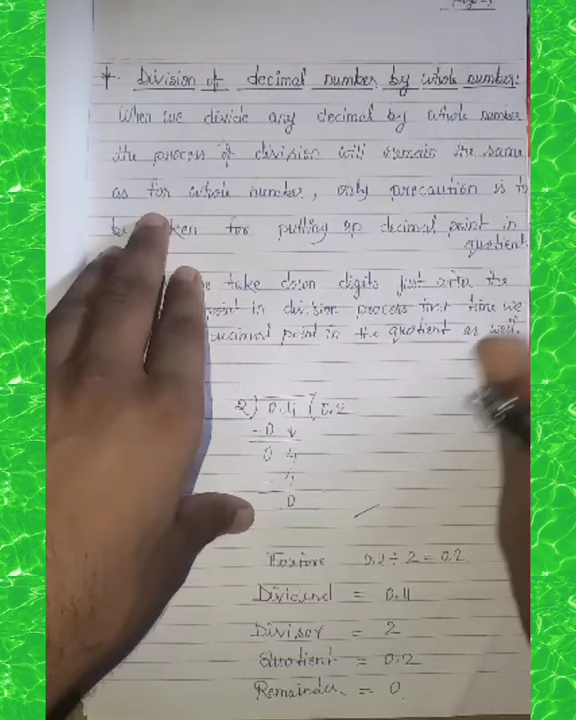 *. Division of decimal number by whole number:
When we divide any decimal by whole number
the process of division will remain the same
as for whole number, only precaution is to
be taken for putting up decimal point in
quotient.
take down digits just after the
point in division process first time we
decimal point in the quotient as well.
2) 0.4 (0.2
-0 ↓
0 4
- 4
0
0.2 ÷ 2 = 0.2
Dividend = 0.4
Divisor = 2
Quotient = 0.2
Remainder = 0